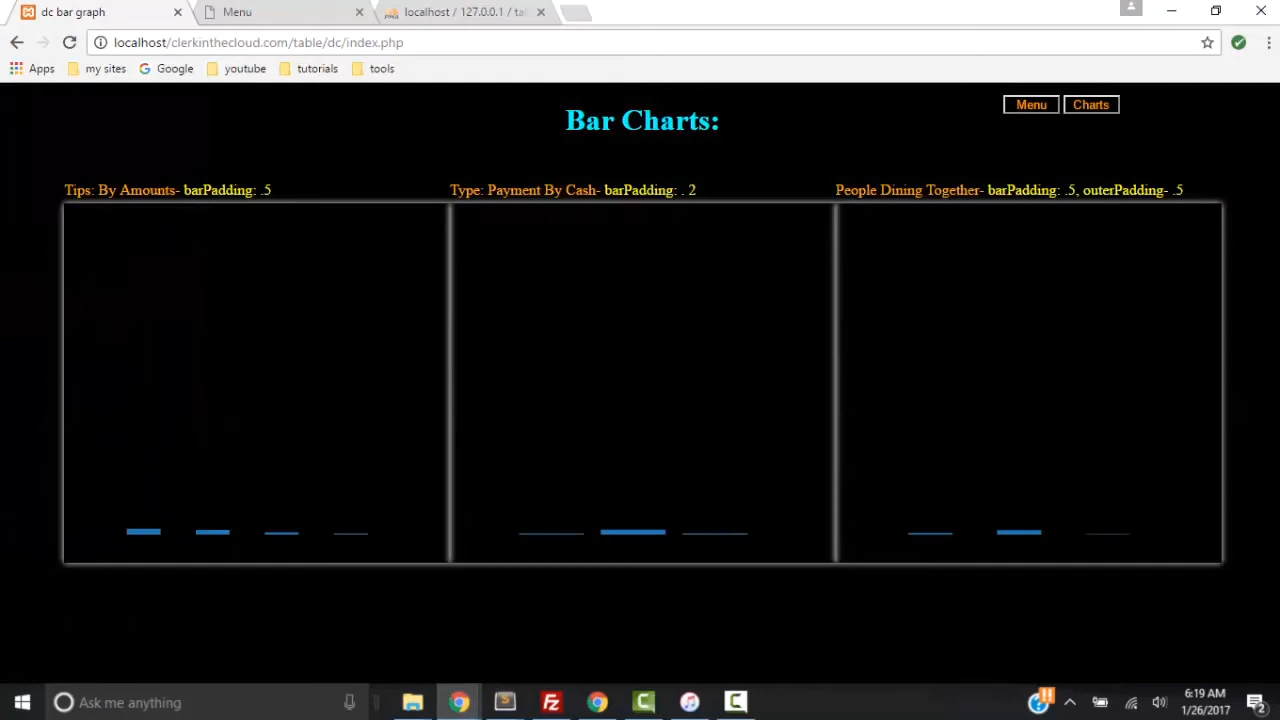 dc bar graph
Menu
localhost / 127.0.0.1 / tal
localhost/clerkinthecloud.com/table/dc/index.php
Apps my sites Google youtube tutorials tools
Menu Charts
Bar Charts:
Tips: By Amounts- barPadding: .5
Type: Payment By Cash- barPadding: . 2
People Dining Together- barPadding: .5, outerPadding- .5
Ask me anything
6:19 AM
1/26/2017
2